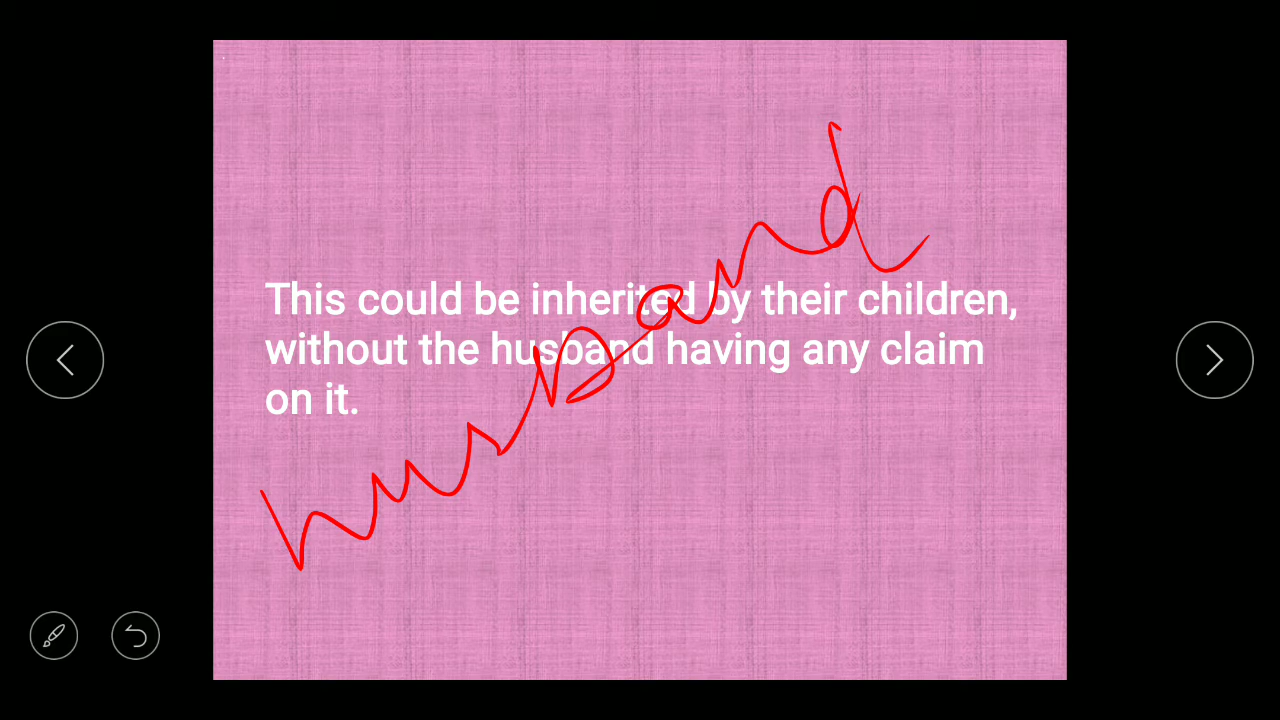 This could be inherited by their children,
without the husband having any claim
on it.
husband